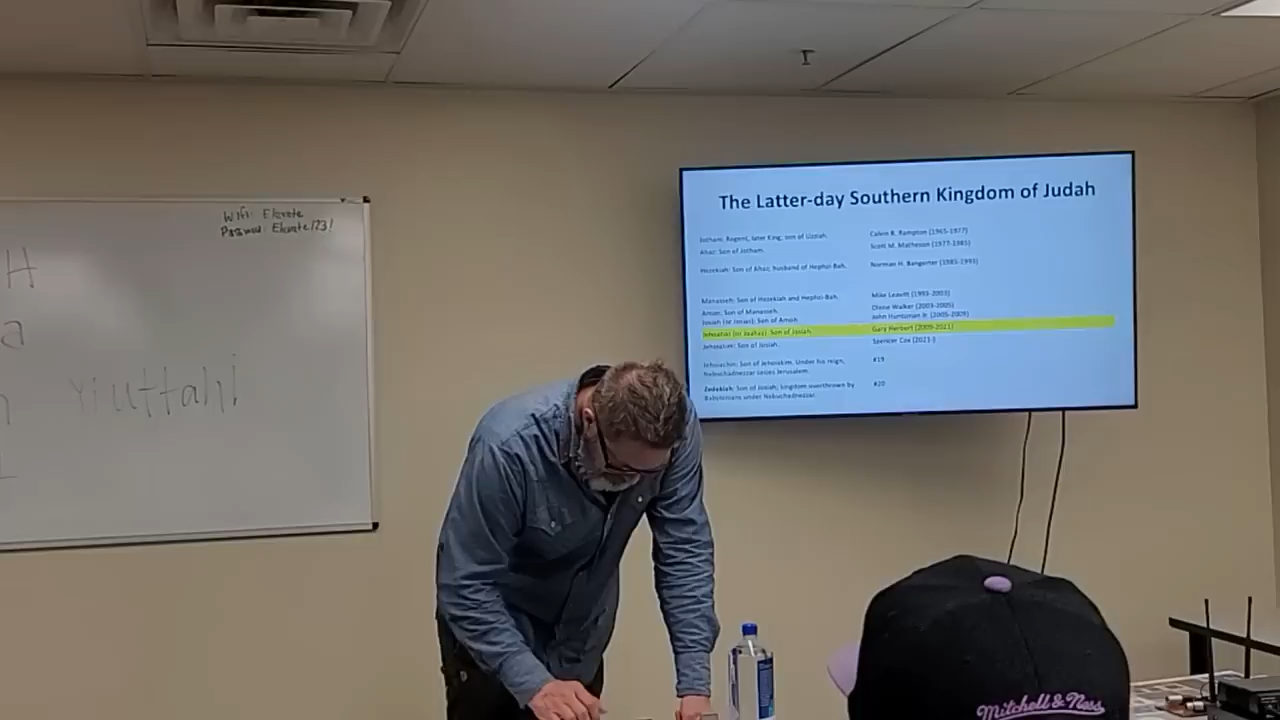 Wifi: Elevate
Password: Elevate123!
H
a
n
Yiuttahi
The Latter-day Southern Kingdom of Judah
Jotham: Regent, later King; son of Uzziah. Calvin B. Rampton (1965-1977)
Ahaz: Son of Jotham. Scott M. Matheson (1977-1985)
Hezekiah: Son of Ahaz; husband of Hephzi-Bah. Norman H. Bangerter (1985-1993)
Manasseh: Son of Hezekiah and Hephzi-Bah. Mike Leavitt (1993-2003)
Amon: Son of Manasseh. Olene Walker (2003-2005)
Josiah (or Josias): Son of Amon. John Huntsman Jr. (2005-2009)
Jehoahaz (or Joahaz): Son of Josiah. Gary Herbert (2009-2021)
Jehoiakim: Son of Josiah. Spencer Cox (2021-)
Jehoiachin: Son of Jehoiakim. Under his reign, #19
Nebuchadnezzar seizes Jerusalem.
Zedekiah: Son of Josiah; kingdom overthrown by #20
Babylonians under Nebuchadnezzar.
Mitchell & Ness